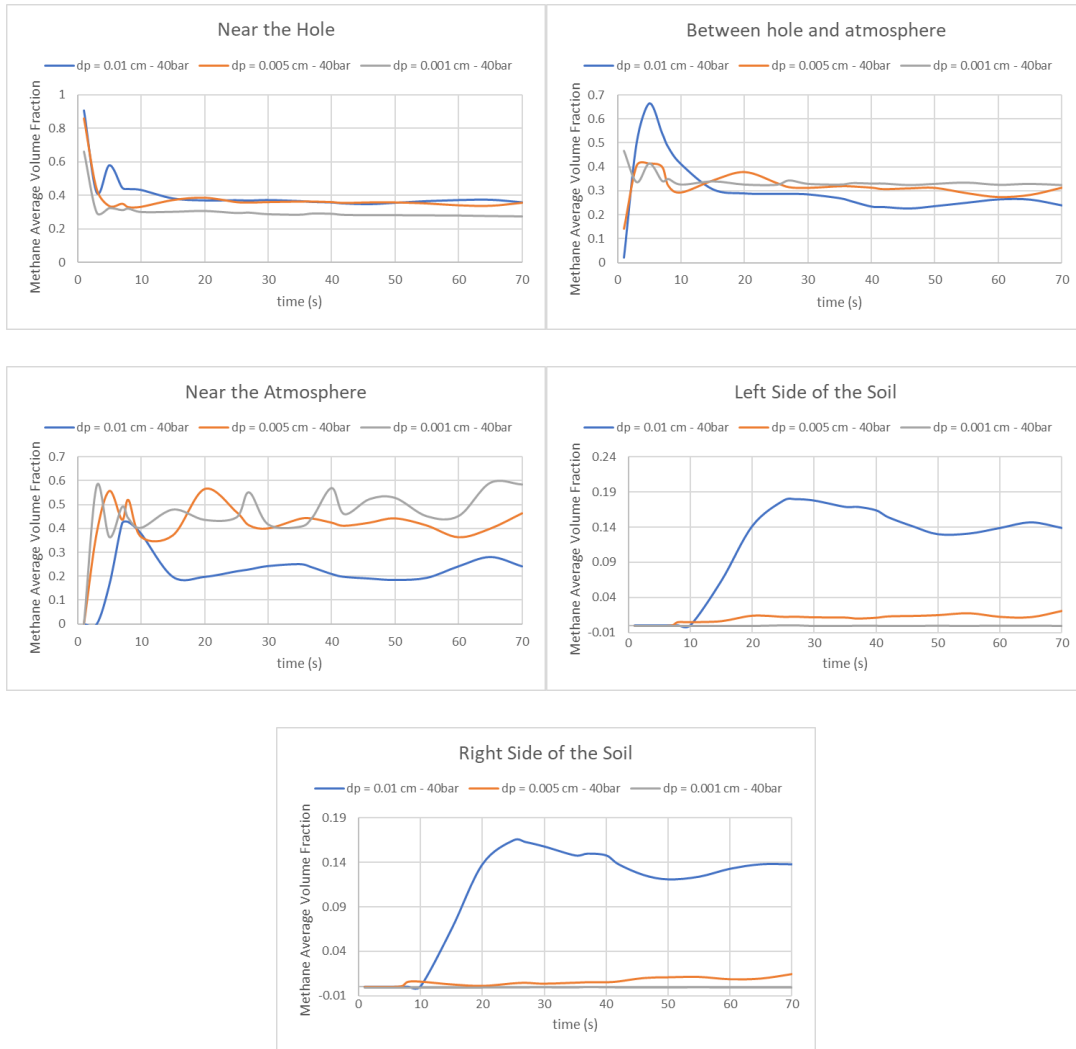 Near the Hole
dp = 0.01 cm - 40bar dp = 0.005 cm - 40bar dp = 0.001 cm - 40bar
Methane Average Volume Fraction
1
0.8
0.6
0.4
0.2
0
0 10 20 30 40 50 60 70
time (s)
Between hole and atmosphere
dp = 0.01 cm - 40bar dp = 0.005 cm - 40bar dp = 0.001 cm - 40bar
Methane Average Volume Fraction
0.7
0.6
0.5
0.4
0.3
0.2
0.1
0
0 10 20 30 40 50 60 70
time (s)
Near the Atmosphere
dp = 0.01 cm - 40bar dp = 0.005 cm - 40bar dp = 0.001 cm - 40bar
Methane Average Volume Fraction
0.7
0.6
0.5
0.4
0.3
0.2
0.1
0
0 10 20 30 40 50 60 70
time (s)
Left Side of the Soil
dp = 0.01 cm - 40bar dp = 0.005 cm - 40bar dp = 0.001 cm - 40bar
Methane Average Volume Fraction
0.24
0.19
0.14
0.09
0.04
-0.01
0 10 20 30 40 50 60 70
time (s)
Right Side of the Soil
dp = 0.01 cm - 40bar dp = 0.005 cm - 40bar dp = 0.001 cm - 40bar
Methane Average Volume Fraction
0.19
0.14
0.09
0.04
-0.01
0 10 20 30 40 50 60 70
time (s)